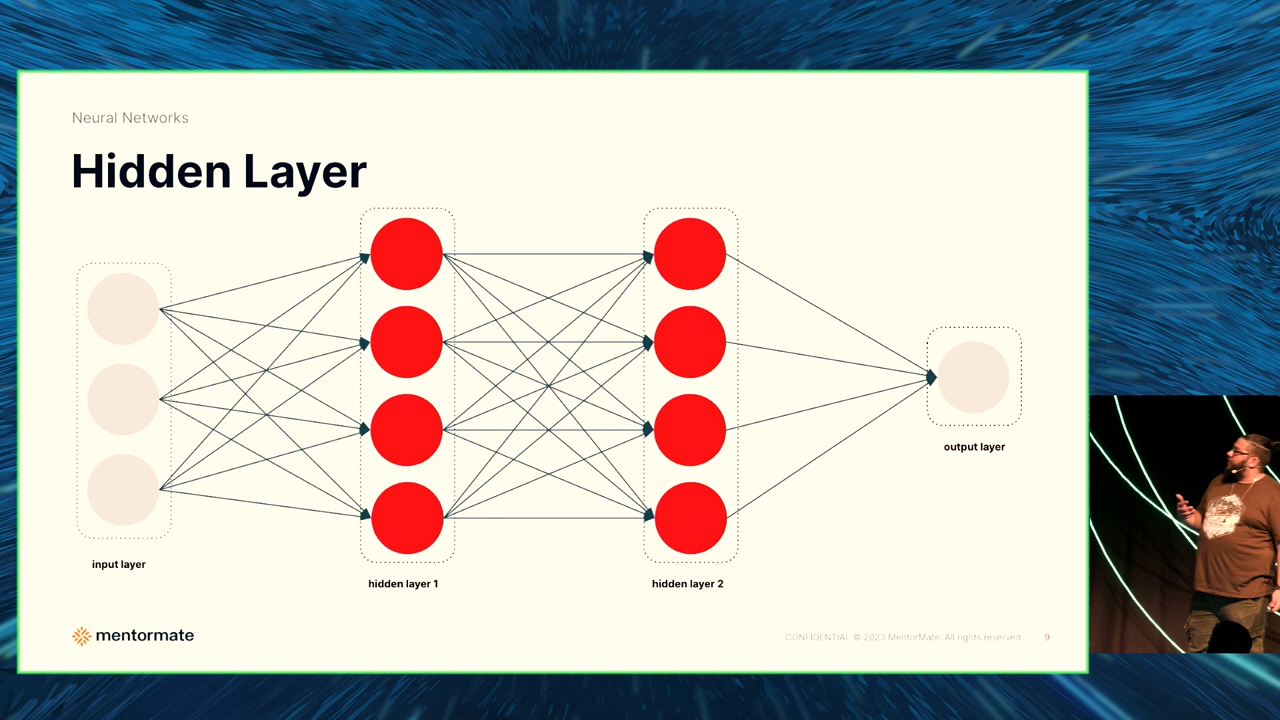 Neural Networks
Hidden Layer
input layer
hidden layer 1
hidden layer 2
output layer
mentormate
CONFIDENTIAL © 2023 MentorMate. All rights reserved.
9